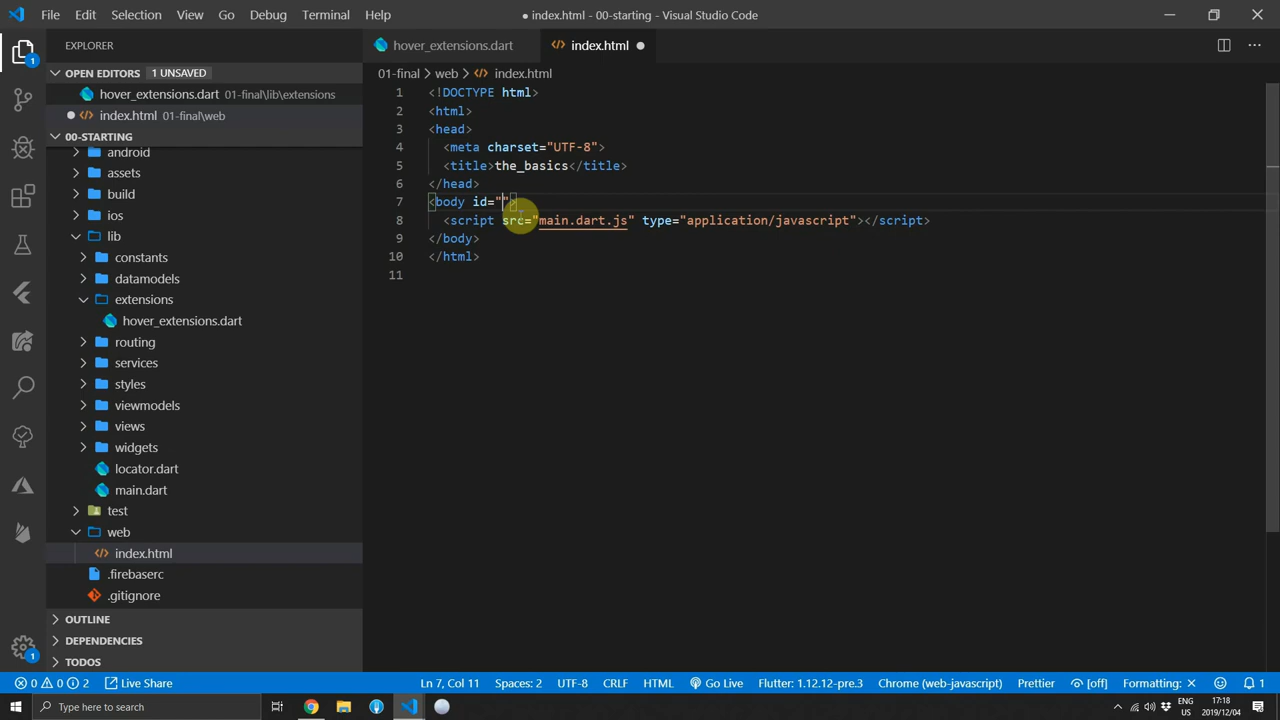 File Edit Selection View Go Debug Terminal Help
● index.html - 00-starting - Visual Studio Code
EXPLORER
hover_extensions.dart
index.html
OPEN EDITORS 1 UNSAVED
01-final web index.html
hover_extensions.dart 01-final\lib\extensions
index.html 01-final\web
00-STARTING
android
assets
build
ios
lib
constants
datamodels
extensions
hover_extensions.dart
routing
services
styles
viewmodels
views
widgets
locator.dart
main.dart
test
web
index.html
.firebaserc
.gitignore
OUTLINE
DEPENDENCIES
TODOS
1 <!DOCTYPE html>
2 <html>
3 <head>
4 <meta charset="UTF-8">
5 <title>the_basics</title>
6 </head>
7 <body id="">
8 <script src="main.dart.js" type="application/javascript"></script>
9 </body>
10 </html>
11
1
1
0 0 2 Live Share Ln 7, Col 11 Spaces: 2 UTF-8 CRLF HTML Go Live Flutter: 1.12.12-pre.3 Chrome (web-javascript) Prettier [off] Formatting: 1
Type here to search
ENG
US
17:18
2019/12/04